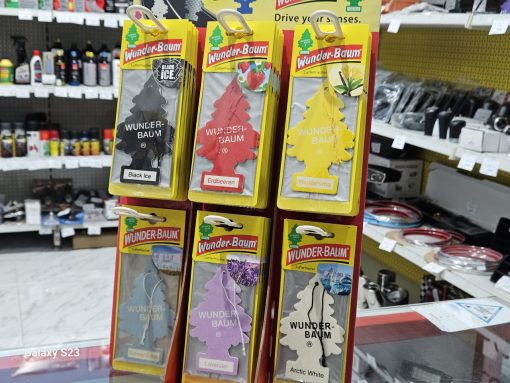 Drive your senses.
Wunder-Baum
BLACK
ICE.
WUNDER-
BAUM
Black Ice
Wunder-Baum
WUNDER-
BAUM
Erdbeeren
Wunder-Baum
WUNDER-
BAUM
WUNDER-BAUM
WUNDER-
BAUM
Wunder-Baum
WUNDER-
BAUM
Lavendel
WUNDER-BAUM
WUNDER-
BAUM
Arctic White
Galaxy S23